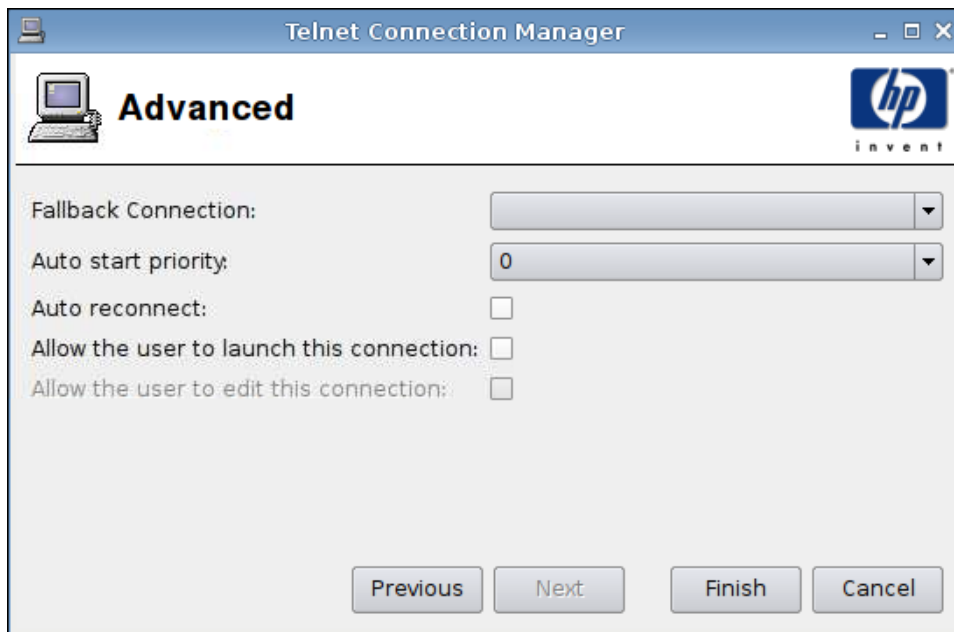 Telnet Connection Manager
Advanced
hp
invent
Fallback Connection:
Auto start priority: 0
Auto reconnect:
Allow the user to launch this connection:
Allow the user to edit this connection:
Previous Next Finish Cancel